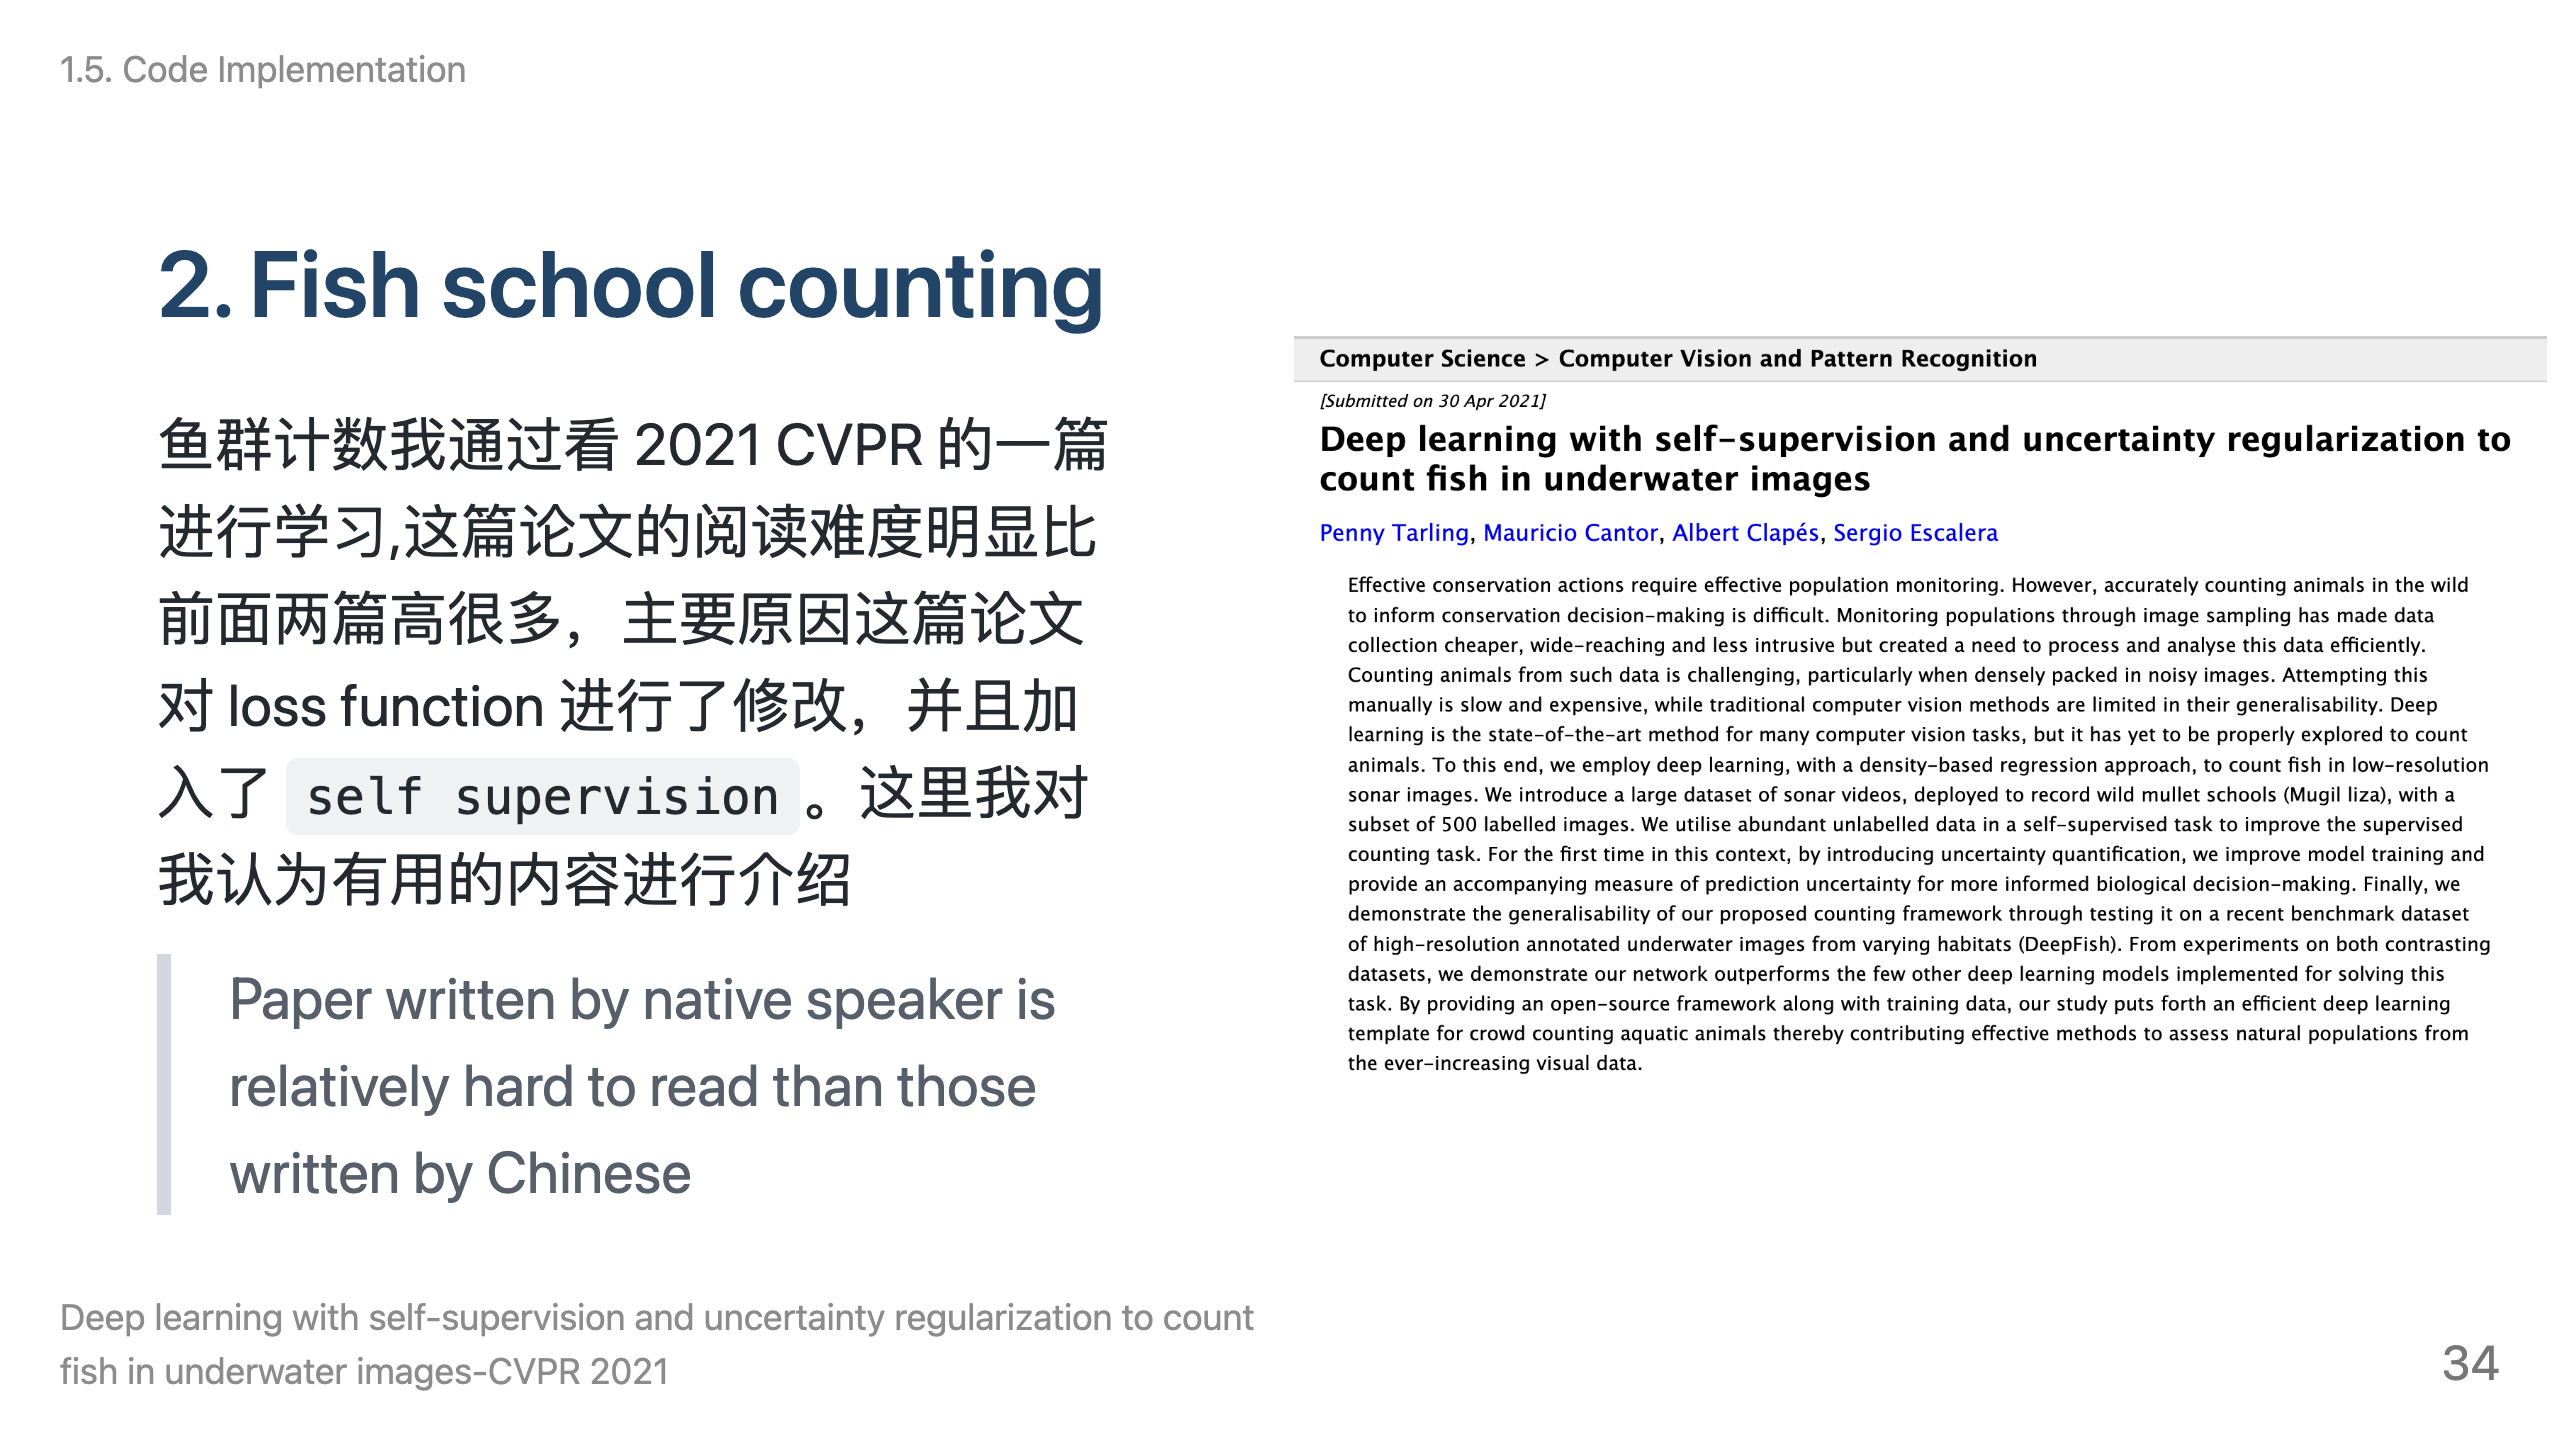 1.5. Code Implementation
2. Fish school counting
鱼群计数我通过看 2021 CVPR 的一篇
进行学习,这篇论文的阅读难度明显比
前面两篇高很多，主要原因这篇论文
对 loss function 进行了修改，并且加
入了 self supervision 。这里我对
我认为有用的内容进行介绍
Paper written by native speaker is
relatively hard to read than those
written by Chinese
Computer Science > Computer Vision and Pattern Recognition
[Submitted on 30 Apr 2021]
Deep learning with self-supervision and uncertainty regularization to
count fish in underwater images
Penny Tarling, Mauricio Cantor, Albert Clapés, Sergio Escalera
Effective conservation actions require effective population monitoring. However, accurately counting animals in the wild
to inform conservation decision-making is difficult. Monitoring populations through image sampling has made data
collection cheaper, wide-reaching and less intrusive but created a need to process and analyse this data efficiently.
Counting animals from such data is challenging, particularly when densely packed in noisy images. Attempting this
manually is slow and expensive, while traditional computer vision methods are limited in their generalisability. Deep
learning is the state-of-the-art method for many computer vision tasks, but it has yet to be properly explored to count
animals. To this end, we employ deep learning, with a density-based regression approach, to count fish in low-resolution
sonar images. We introduce a large dataset of sonar videos, deployed to record wild mullet schools (Mugil liza), with a
subset of 500 labelled images. We utilise abundant unlabelled data in a self-supervised task to improve the supervised
counting task. For the first time in this context, by introducing uncertainty quantification, we improve model training and
provide an accompanying measure of prediction uncertainty for more informed biological decision-making. Finally, we
demonstrate the generalisability of our proposed counting framework through testing it on a recent benchmark dataset
of high-resolution annotated underwater images from varying habitats (DeepFish). From experiments on both contrasting
datasets, we demonstrate our network outperforms the few other deep learning models implemented for solving this
task. By providing an open-source framework along with training data, our study puts forth an efficient deep learning
template for crowd counting aquatic animals thereby contributing effective methods to assess natural populations from
the ever-increasing visual data.
Deep learning with self-supervision and uncertainty regularization to count
fish in underwater images-CVPR 2021
34